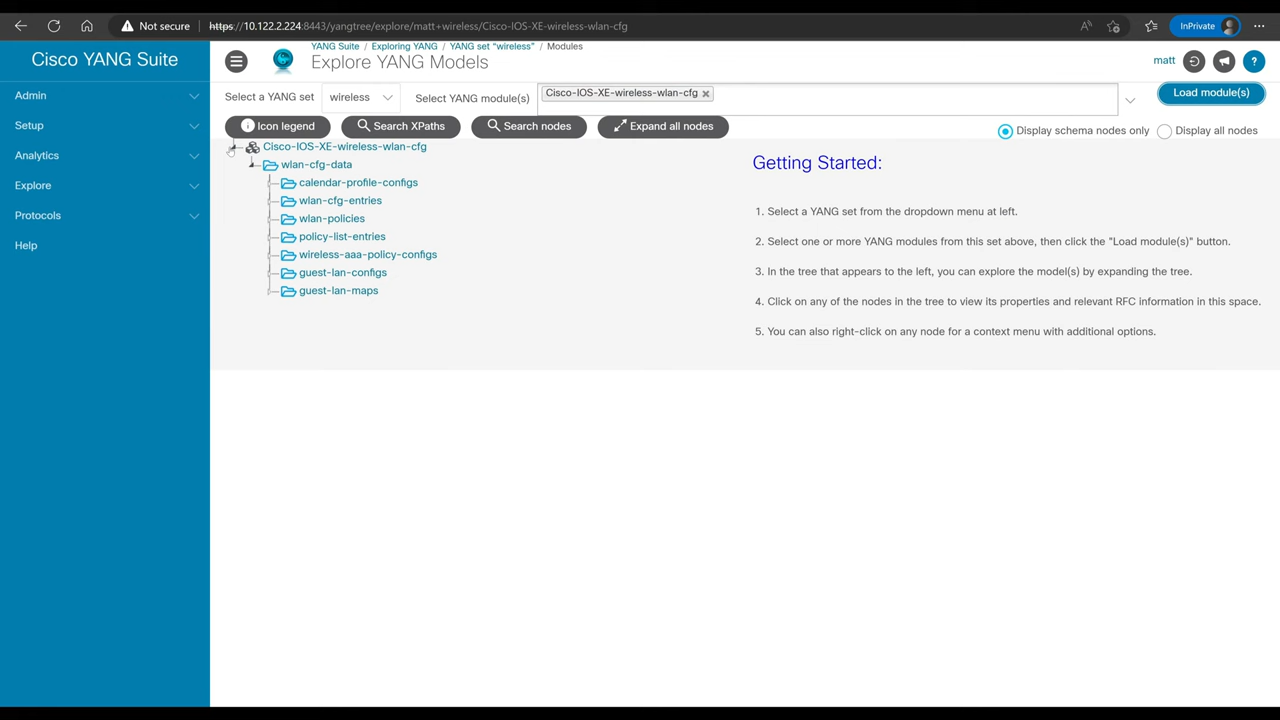 Not secure
https://10.122.2.224:8443/yangtree/explore/matt+wireless/Cisco-IOS-XE-wireless-wlan-cfg
InPrivate
Cisco YANG Suite
Admin
Setup
Analytics
Explore
Protocols
Help
YANG Suite / Exploring YANG / YANG set "wireless" / Modules
Explore YANG Models
matt
?
Select a YANG set
wireless
Select YANG module(s)
Cisco-IOS-XE-wireless-wlan-cfg
Load module(s)
Icon legend
Search XPaths
Search nodes
Expand all nodes
Display schema nodes only
Display all nodes
Cisco-IOS-XE-wireless-wlan-cfg
wlan-cfg-data
calendar-profile-configs
wlan-cfg-entries
wlan-policies
policy-list-entries
wireless-aaa-policy-configs
guest-lan-configs
guest-lan-maps
Getting Started:
1. Select a YANG set from the dropdown menu at left.
2. Select one or more YANG modules from this set above, then click the "Load module(s)" button.
3. In the tree that appears to the left, you can explore the model(s) by expanding the tree.
4. Click on any of the nodes in the tree to view its properties and relevant RFC information in this space.
5. You can also right-click on any node for a context menu with additional options.